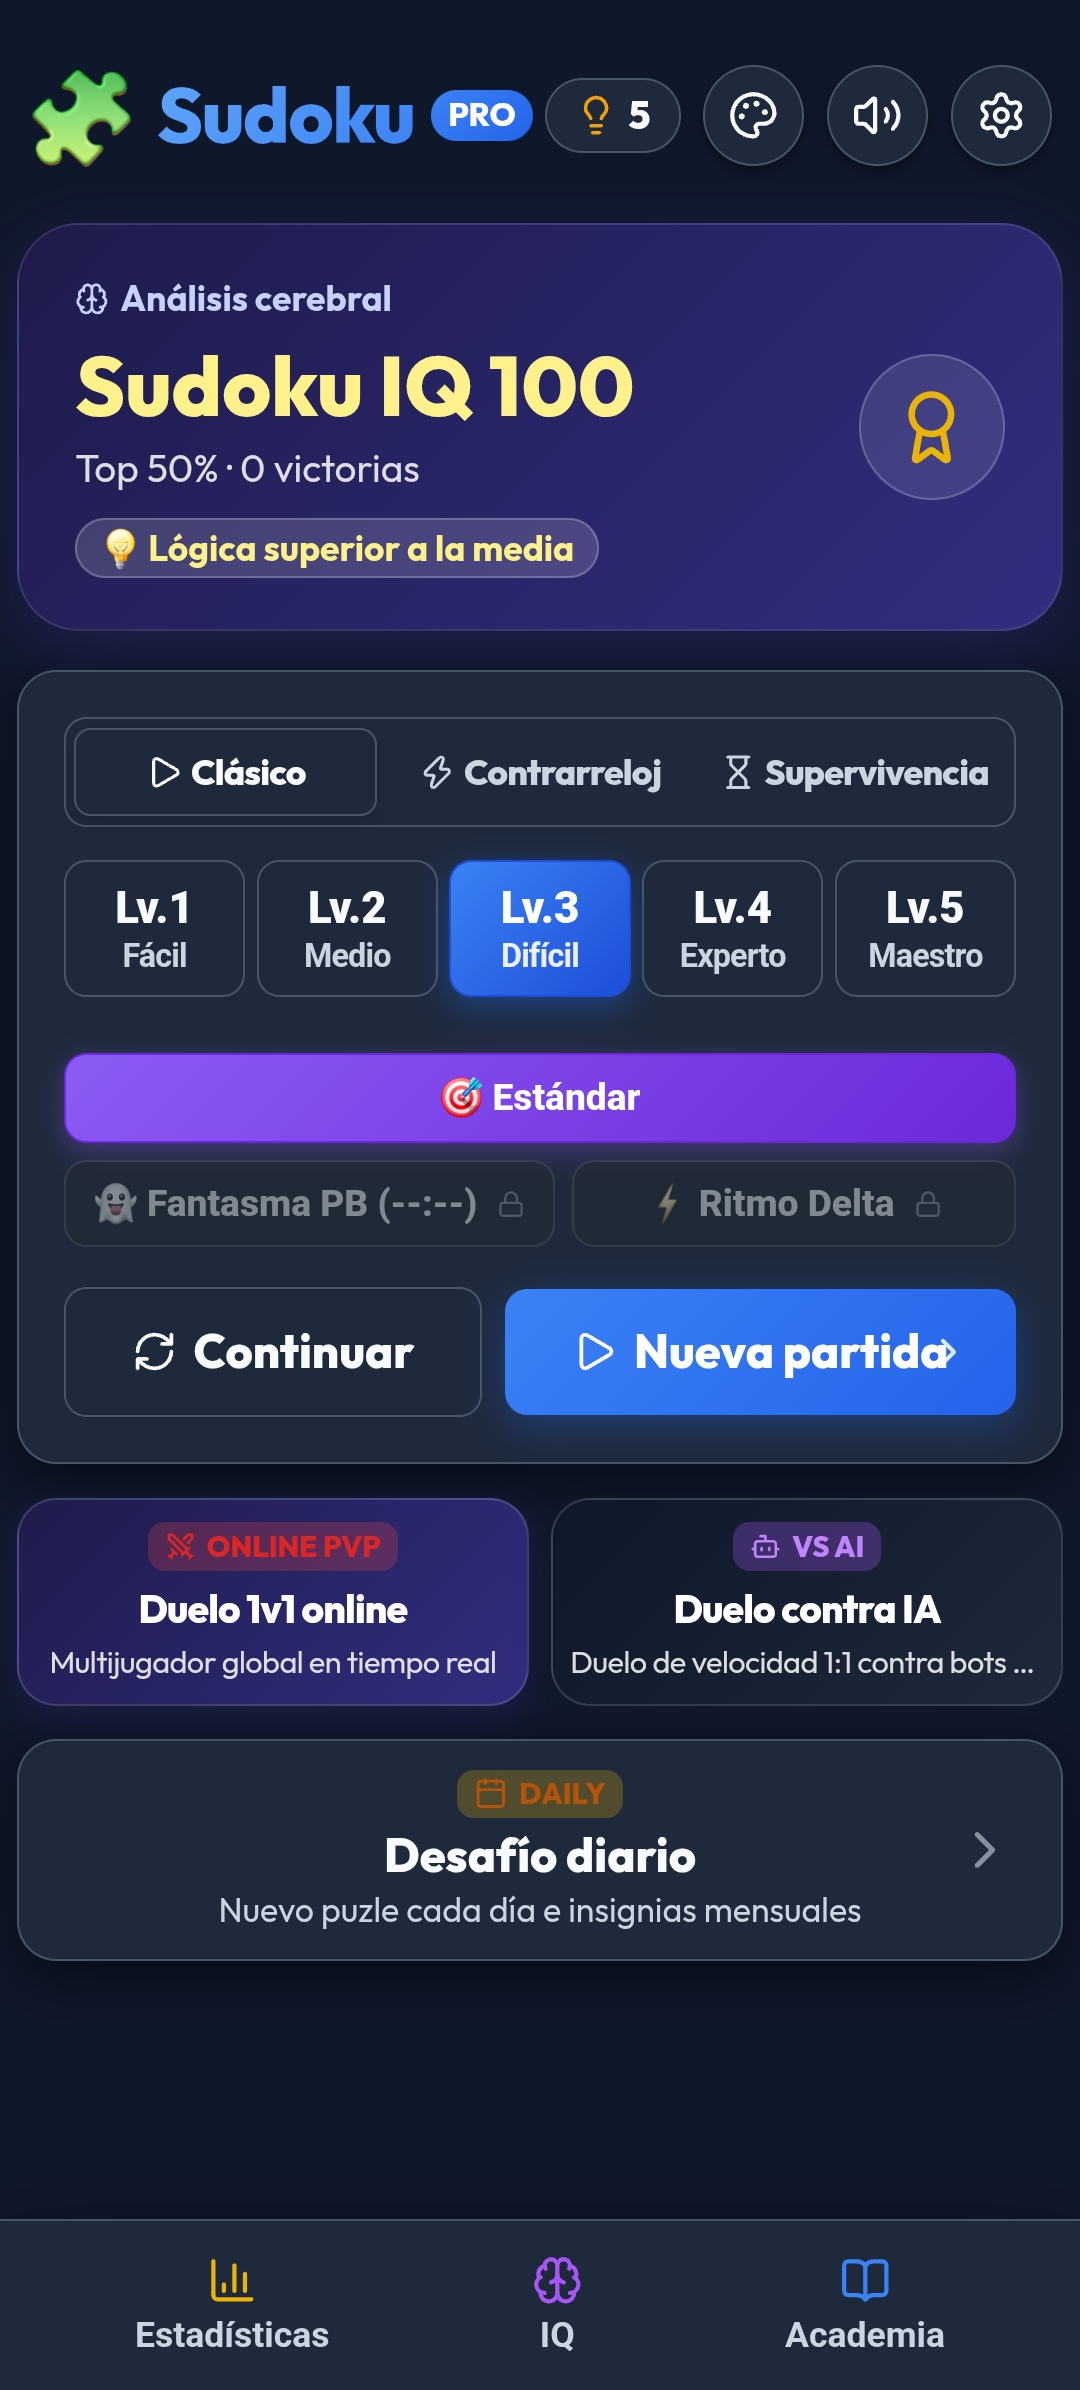 Sudoku PRO 5
Análisis cerebral
Sudoku IQ 100
Top 50% · 0 victorias
Lógica superior a la media
Clásico Contrarreloj Supervivencia
Lv.1 Lv.2 Lv.3 Lv.4 Lv.5
Fácil Medio Difícil Experto Maestro
Estándar
Fantasma PB (--:--) Ritmo Delta
Continuar Nueva partida
ONLINE PVP VS AI
Duelo 1v1 online Duelo contra IA
Multijugador global en tiempo real Duelo de velocidad 1:1 contra bots ...
DAILY
Desafío diario
Nuevo puzle cada día e insignias mensuales
Estadísticas IQ Academia